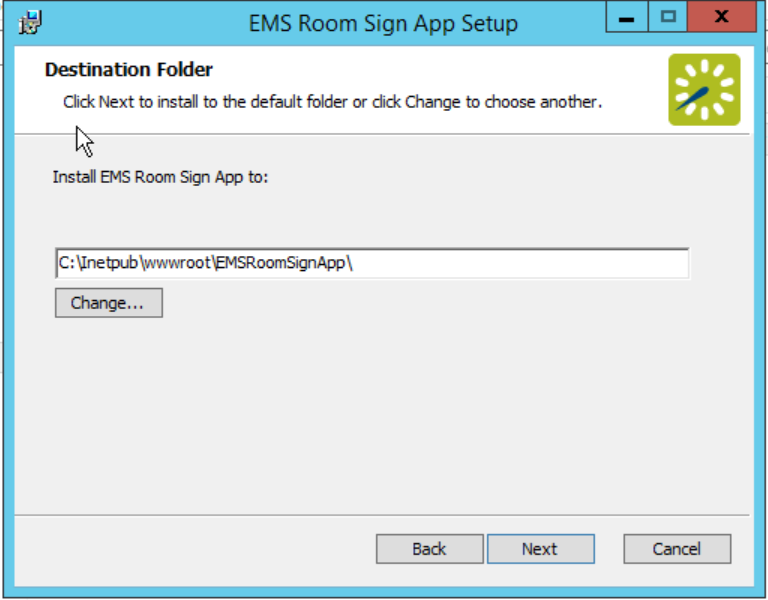 EMS Room Sign App Setup
Destination Folder
Click Next to install to the default folder or click Change to choose another.
Install EMS Room Sign App to:
C:\Inetpub\wwwroot\EMSRoomSignApp\
Change...
Back
Next
Cancel